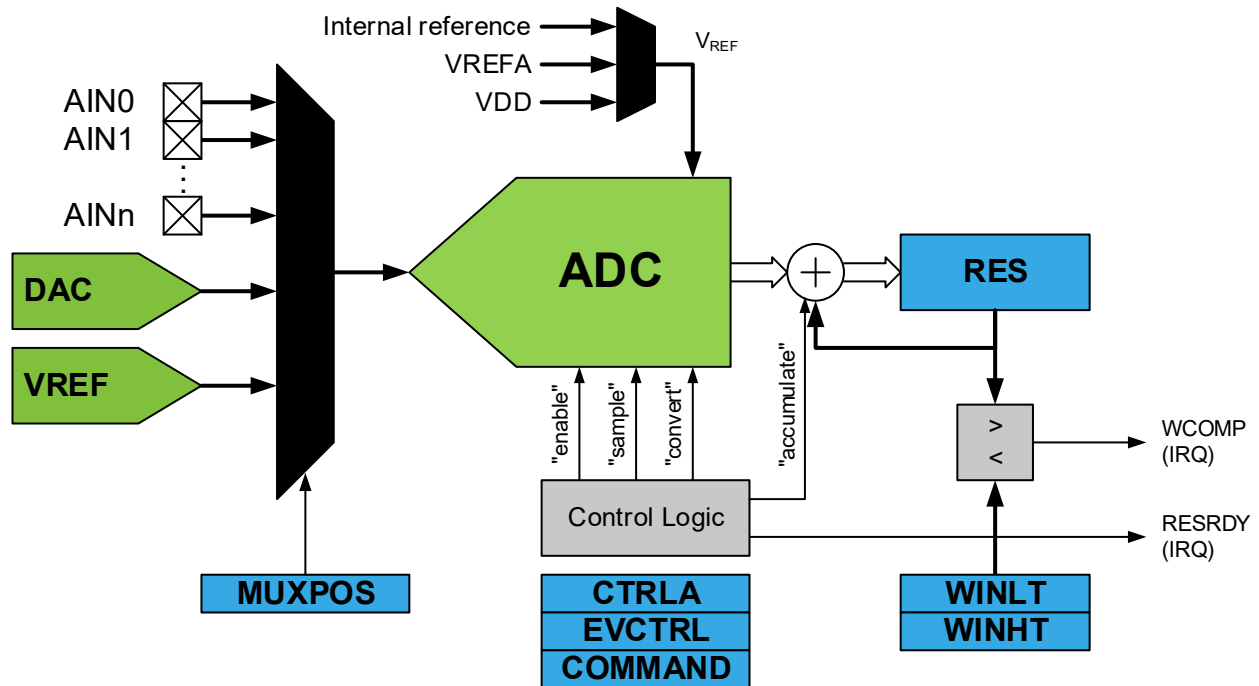 Internal reference
VREFA
VDD
VREF
AIN0
AIN1
AINn
DAC
VREF
ADC
+
RES
"enable"
"sample"
"convert"
"accumulate"
>
<
WCOMP
(IRQ)
Control Logic
RESRDY
(IRQ)
MUXPOS
CTRLA
EVCTRL
COMMAND
WINLT
WINHT